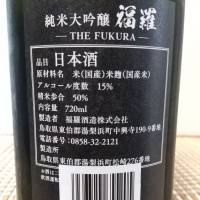 純米大吟醸 福羅
THE FUKURA
品目 日本酒
原材料名 米(国産)米麹(国産米)
アルコール度数 15%
精米歩合 50%
内容量 720ml
製造者 福羅酒造株式会社
鳥取県東伯郡湯梨浜町中興寺190-9番地
お問合せ:0858-32-2121
製造所
鳥取県東伯郡湯梨浜町松崎276番地